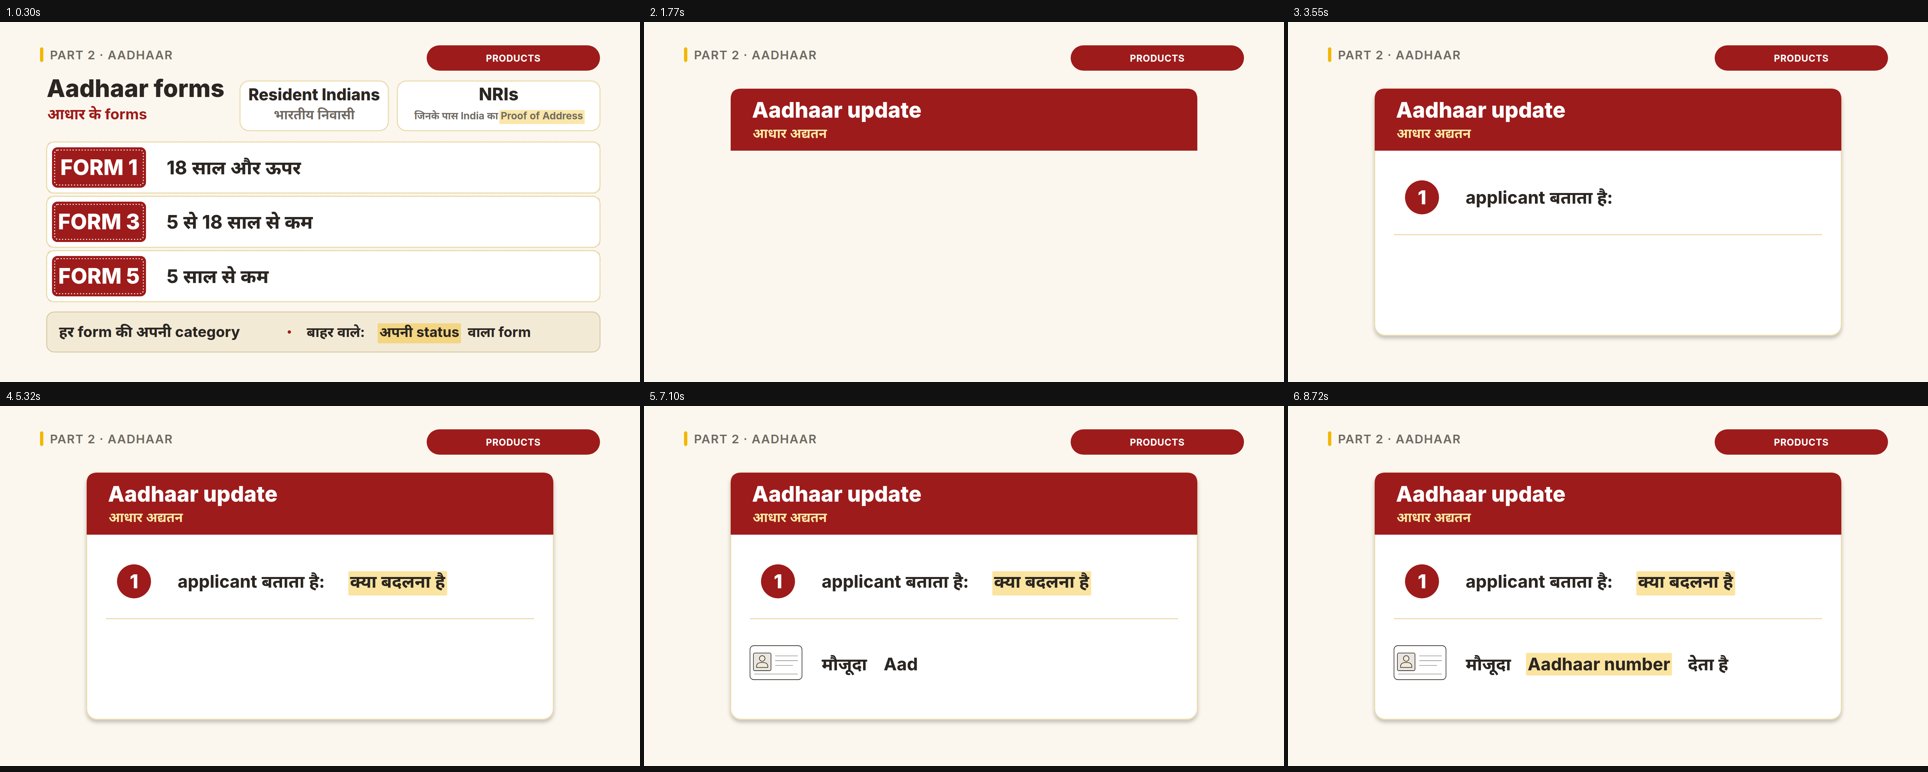 1. 0.30s
PART 2 · AADHAAR
PRODUCTS
Aadhaar forms
आधार के forms
Resident Indians
भारतीय निवासी
NRIs
जिनके पास India का Proof of Address
FORM 1 18 साल और ऊपर
FORM 3 5 से 18 साल से कम
FORM 5 5 साल से कम
हर form की अपनी category • बाहर वाले: अपनी status वाला form
2. 1.77s
PART 2 · AADHAAR
PRODUCTS
Aadhaar update
आधार अद्यतन
3. 3.55s
PART 2 · AADHAAR
PRODUCTS
Aadhaar update
आधार अद्यतन
1 applicant बताता है:
4. 5.32s
PART 2 · AADHAAR
PRODUCTS
Aadhaar update
आधार अद्यतन
1 applicant बताता है: क्या बदलना है
5. 7.10s
PART 2 · AADHAAR
PRODUCTS
Aadhaar update
आधार अद्यतन
1 applicant बताता है: क्या बदलना है
मौजूदा Aad
6. 8.72s
PART 2 · AADHAAR
PRODUCTS
Aadhaar update
आधार अद्यतन
1 applicant बताता है: क्या बदलना है
मौजूदा Aadhaar number देता है